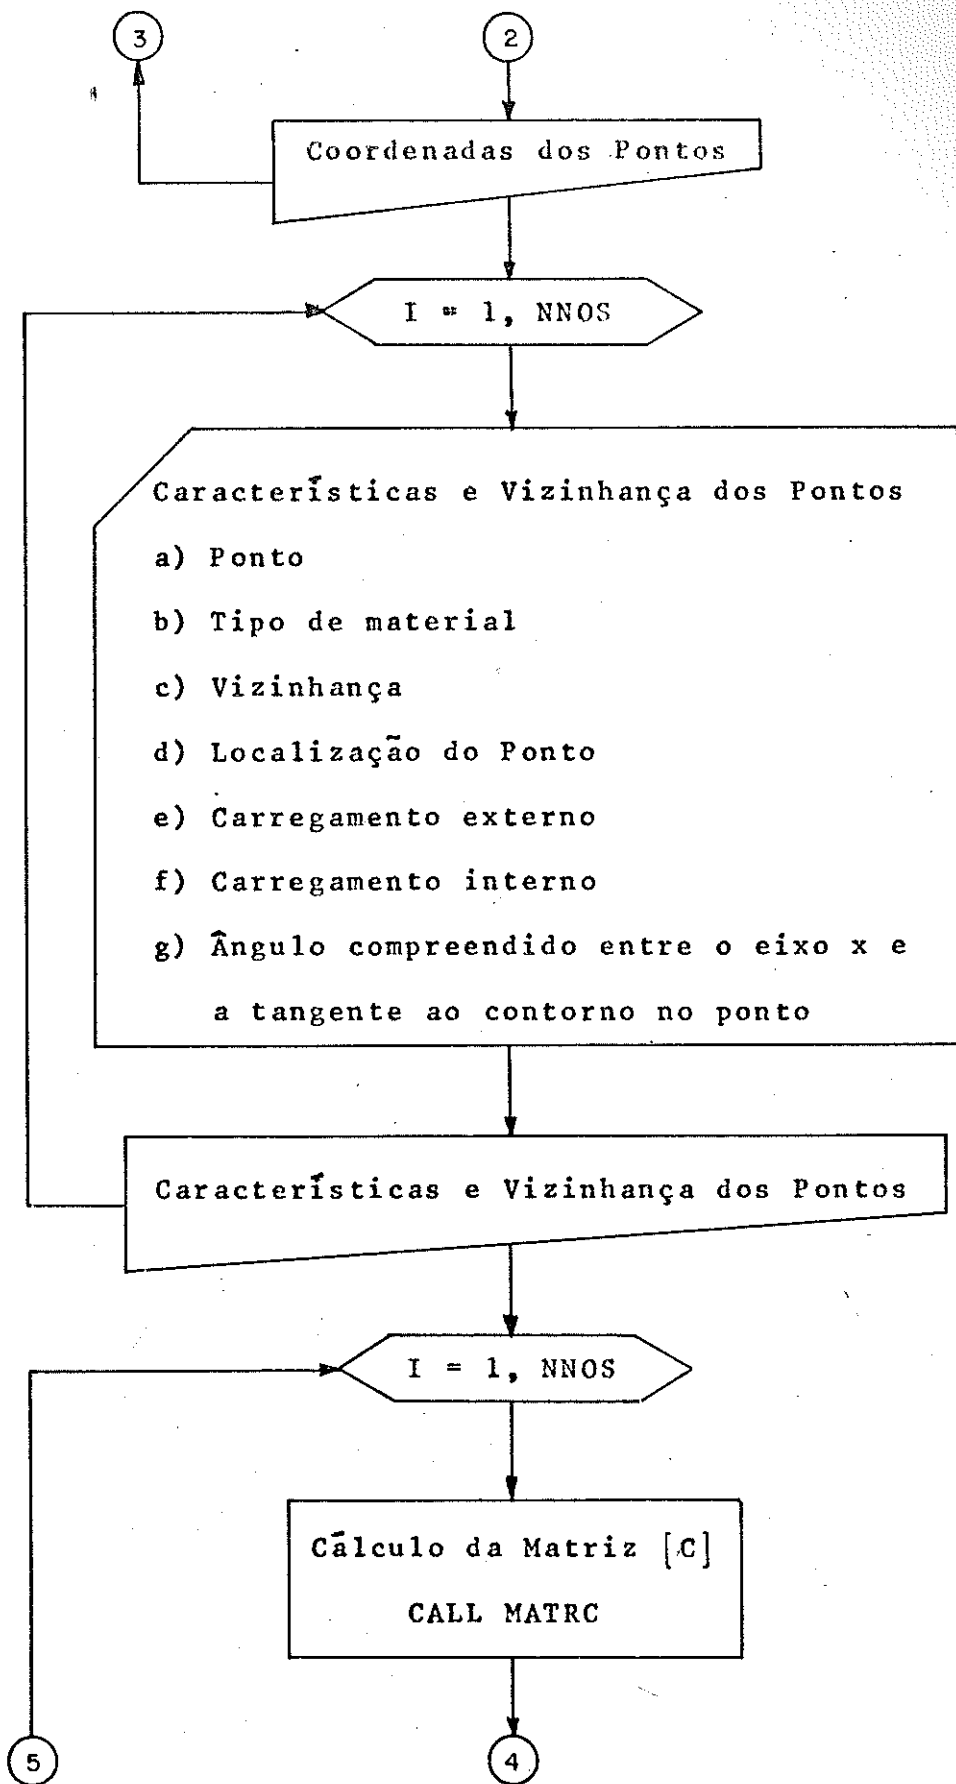 3
2
Coordenadas dos Pontos
I = 1, NNOS
Características e Vizinhança dos Pontos
a) Ponto
b) Tipo de material
c) Vizinhança
d) Localização do Ponto
e) Carregamento externo
f) Carregamento interno
g) Ângulo compreendido entre o eixo x e
a tangente ao contorno no ponto
Características e Vizinhança dos Pontos
I = 1, NNOS
Cálculo da Matriz [C]
CALL MATRC
5
4